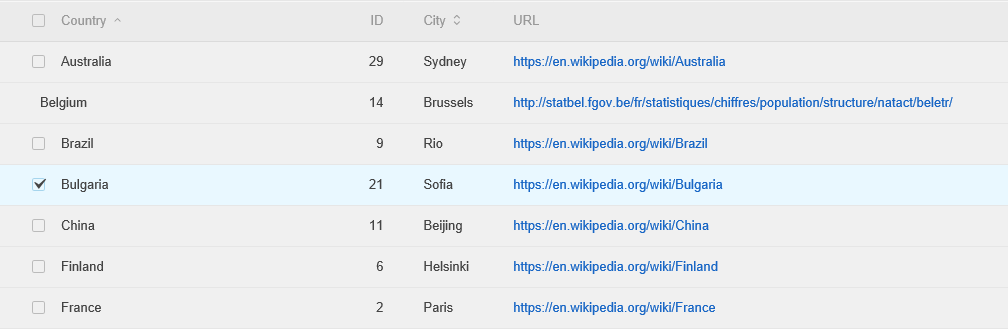 Country ID City URL
Australia 29 Sydney https://en.wikipedia.org/wiki/Australia
Belgium 14 Brussels http://statbel.fgov.be/fr/statistiques/chiffres/population/structure/natact/beletr/
Brazil 9 Rio https://en.wikipedia.org/wiki/Brazil
Bulgaria 21 Sofia https://en.wikipedia.org/wiki/Bulgaria
China 11 Beijing https://en.wikipedia.org/wiki/China
Finland 6 Helsinki https://en.wikipedia.org/wiki/Finland
France 2 Paris https://en.wikipedia.org/wiki/France